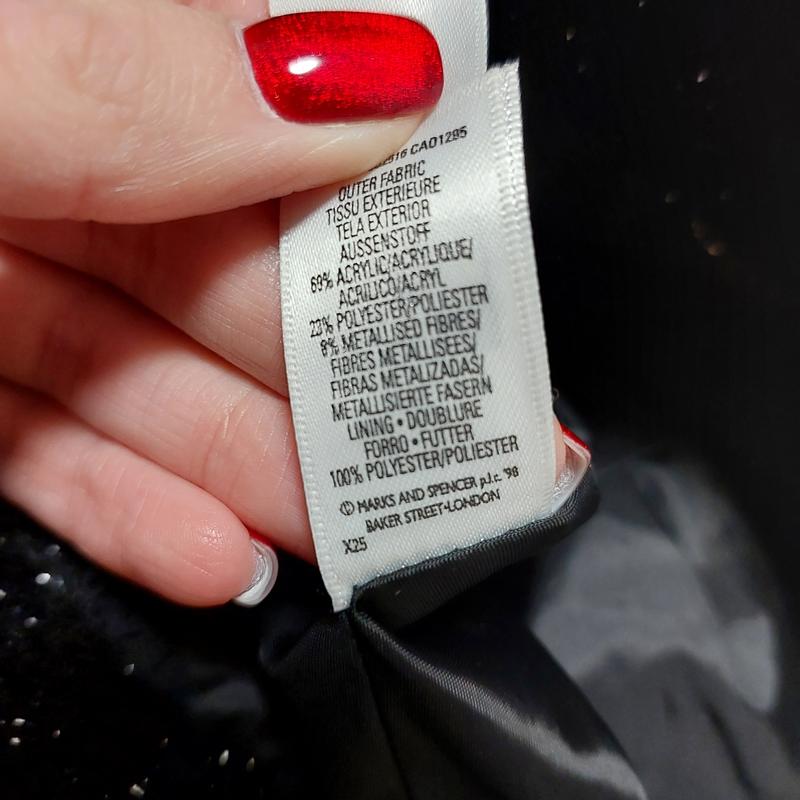 CA01295
OUTER FABRIC
TISSU EXTERIEURE
TELA EXTERIOR
AUSSENSTOFF
69% ACRYLIC/ACRYLIQUE/
ACRILICO/ACRYL
23% POLYESTER/POLIESTER
8% METALLISED FIBRES/
FIBRES METALLISEES/
FIBRAS METALIZADAS/
METALLISIERTE FASERN
LINING • DOUBLURE
FORRO • FUTTER
100% POLYESTER/POLIESTER
© MARKS AND SPENCER p.l.c. '98
BAKER STREET•LONDON
X25